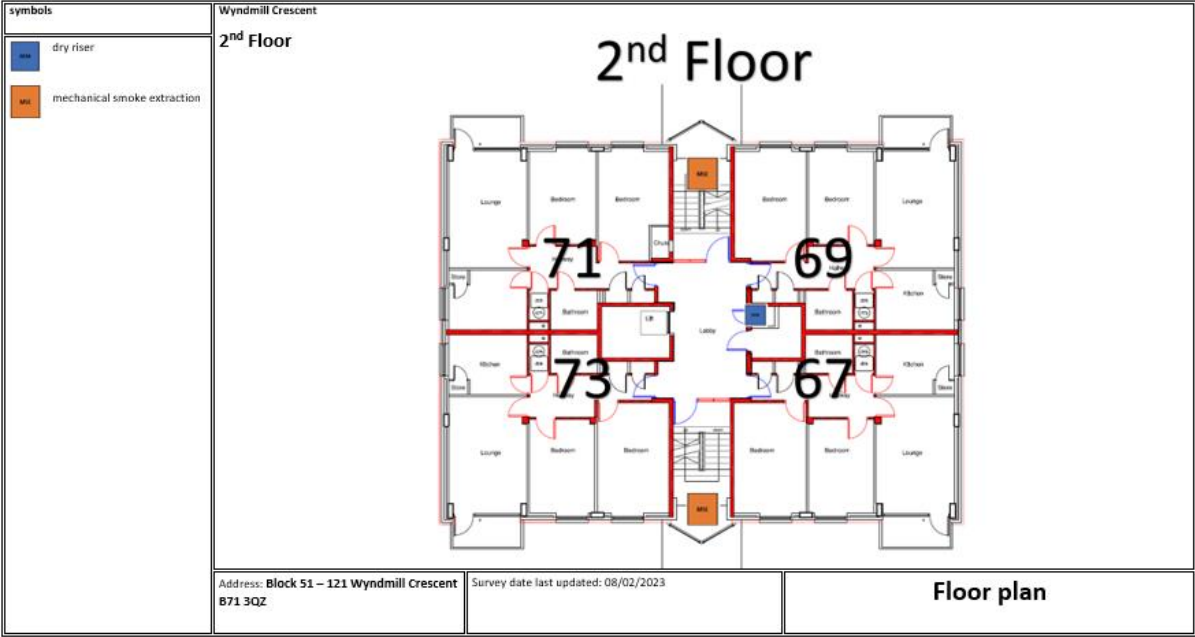 symbols
dry riser
MSE
mechanical smoke extraction
Wyndmill Crescent
2nd Floor
2nd Floor
MSE
Lounge
Bedroom
Bedroom
Bedroom
Bedroom
Lounge
71
69
Store
Store
Kitchen
Bathroom
Bathroom
Lift
Lobby
Kitchen
Bathroom
Bathroom
Kitchen
73
67
Store
Store
Lounge
Bedroom
Bedroom
Bedroom
Bedroom
Lounge
MSE
Address: Block 51 – 121 Wyndmill Crescent
B71 3QZ
Survey date last updated: 08/02/2023
Floor plan